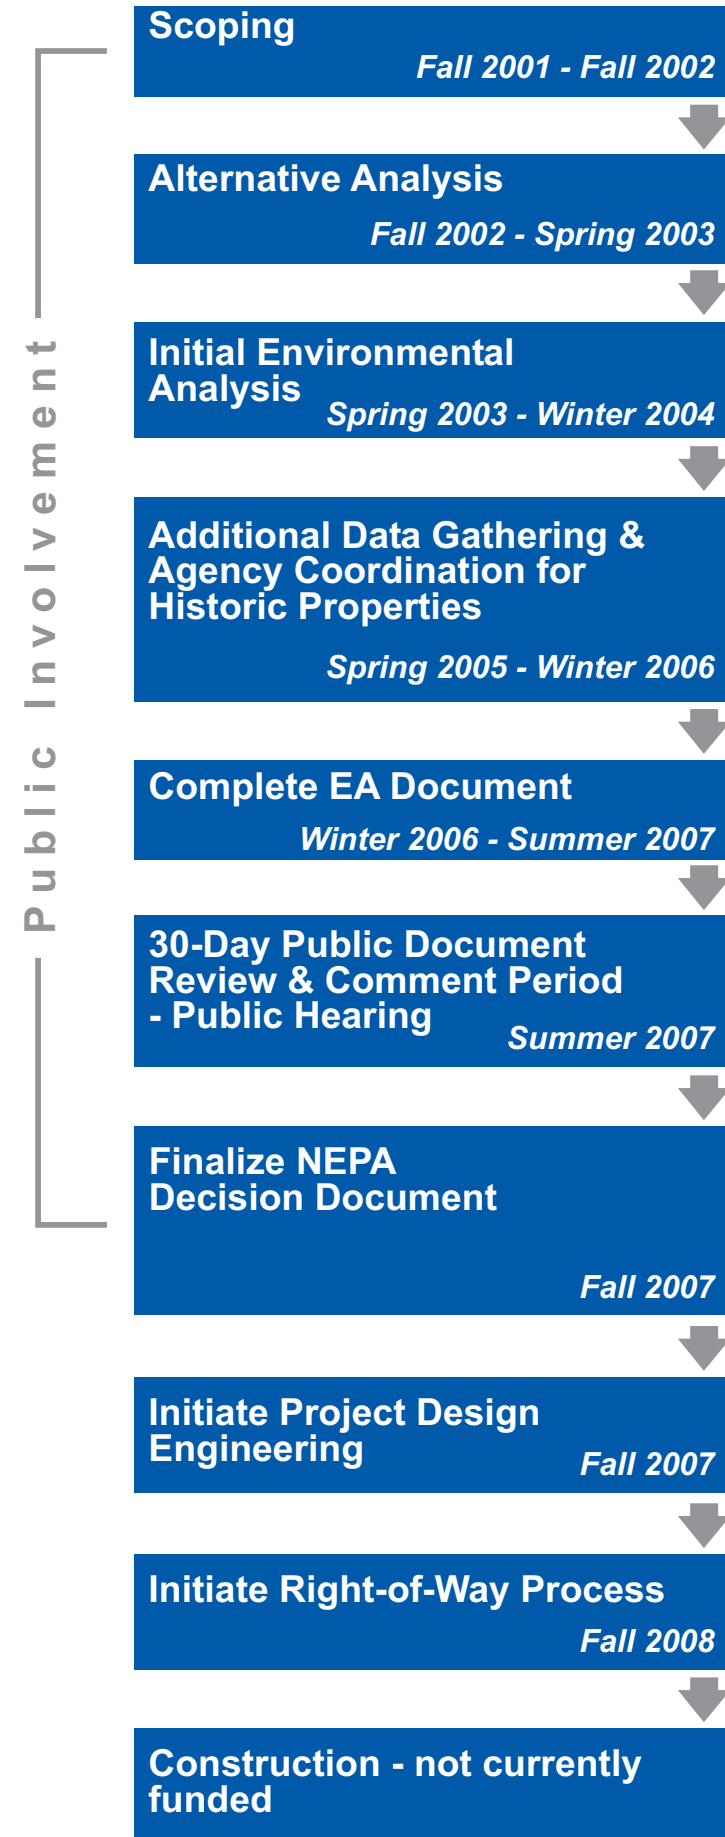 Public Involvement
Scoping
Fall 2001 - Fall 2002
Alternative Analysis
Fall 2002 - Spring 2003
Initial Environmental
Analysis
Spring 2003 - Winter 2004
Additional Data Gathering &
Agency Coordination for
Historic Properties
Spring 2005 - Winter 2006
Complete EA Document
Winter 2006 - Summer 2007
30-Day Public Document
Review & Comment Period
- Public Hearing
Summer 2007
Finalize NEPA
Decision Document
Fall 2007
Initiate Project Design
Engineering
Fall 2007
Initiate Right-of-Way Process
Fall 2008
Construction - not currently
funded